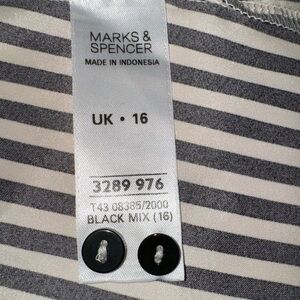 MARKS &
SPENCER
MADE IN INDONESIA
UK • 16
3289 976
T43 08385/2000
BLACK MIX (16)